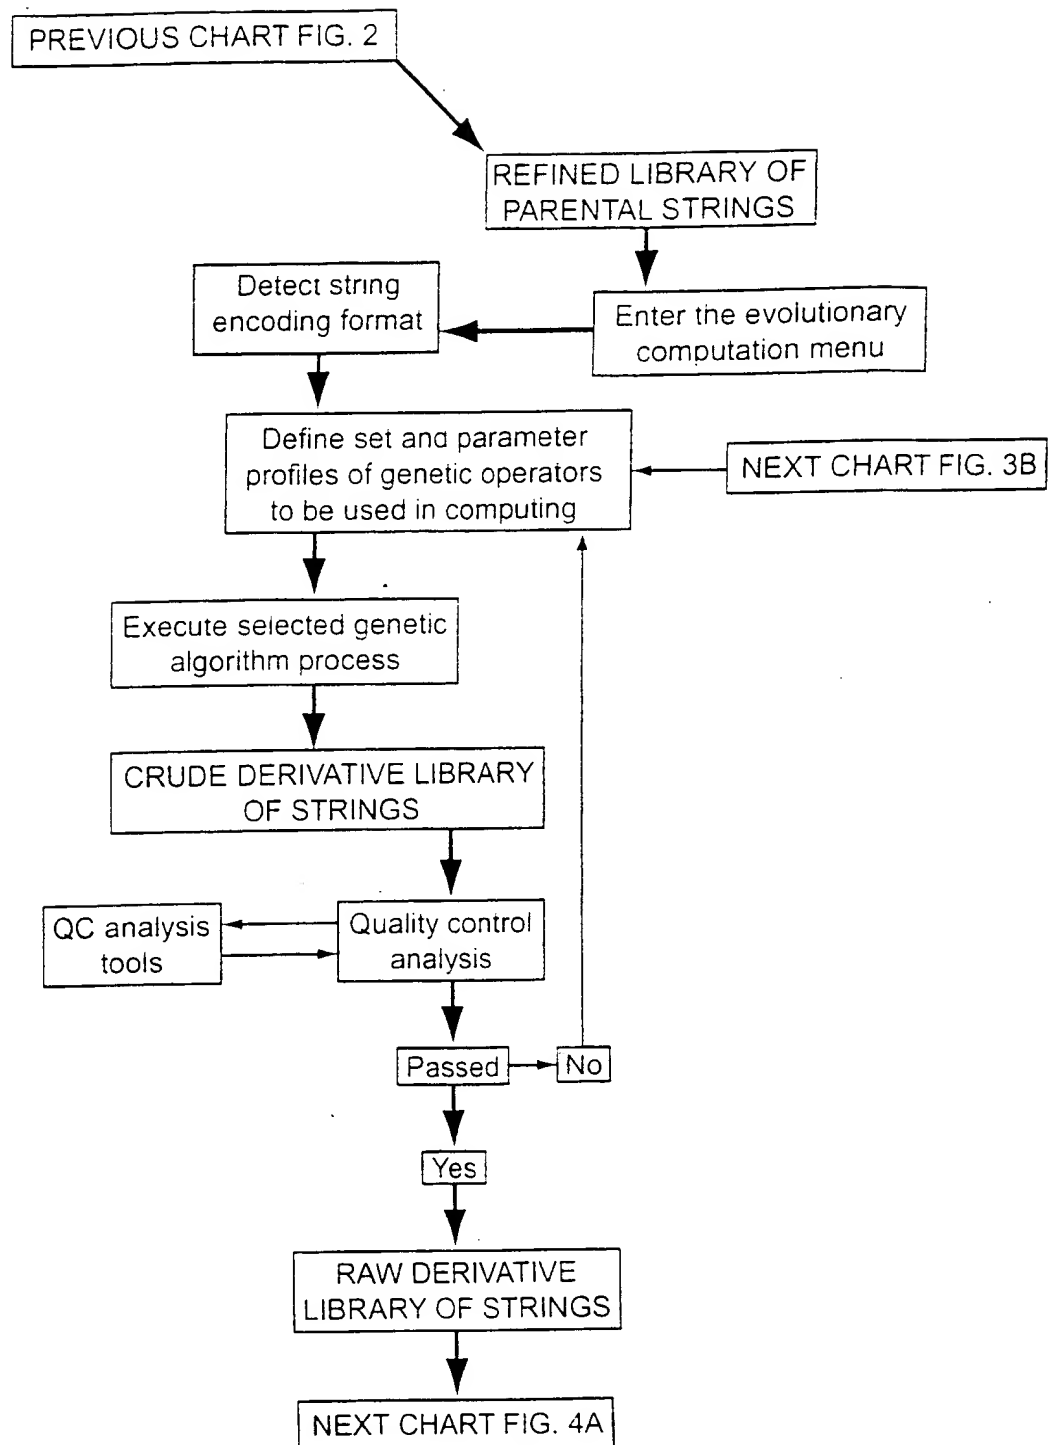 PREVIOUS CHART FIG. 2
REFINED LIBRARY OF
PARENTAL STRINGS
Detect string
encoding format
Enter the evolutionary
computation menu
Define set and parameter
profiles of genetic operators
to be used in computing
NEXT CHART FIG. 3B
Execute selected genetic
algorithm process
CRUDE DERIVATIVE LIBRARY
OF STRINGS
QC analysis
tools
Quality control
analysis
Passed
No
Yes
RAW DERIVATIVE
LIBRARY OF STRINGS
NEXT CHART FIG. 4A